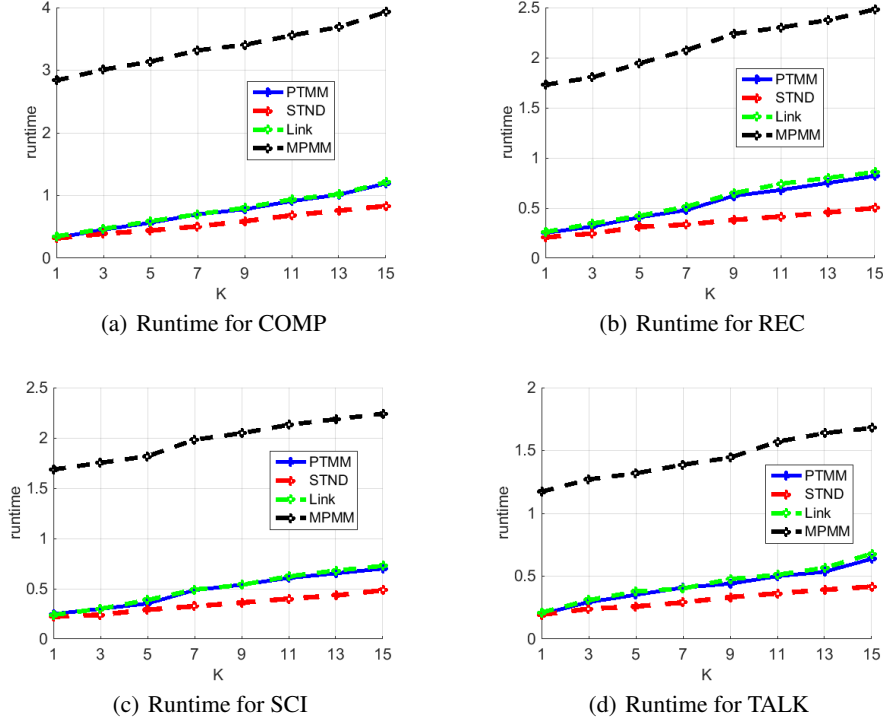 4
3
2
1
0
runtime
PTMM
STND
Link
MPMM
1 3 5 7 9 11 13 15
K
(a) Runtime for COMP
2.5
2
1.5
1
0.5
0
runtime
PTMM
STND
Link
MPMM
1 3 5 7 9 11 13 15
K
(b) Runtime for REC
2.5
2
1.5
1
0.5
0
runtime
PTMM
STND
Link
MPMM
1 3 5 7 9 11 13 15
K
(c) Runtime for SCI
2
1.5
1
0.5
0
runtime
PTMM
STND
Link
MPMM
1 3 5 7 9 11 13 15
K
(d) Runtime for TALK